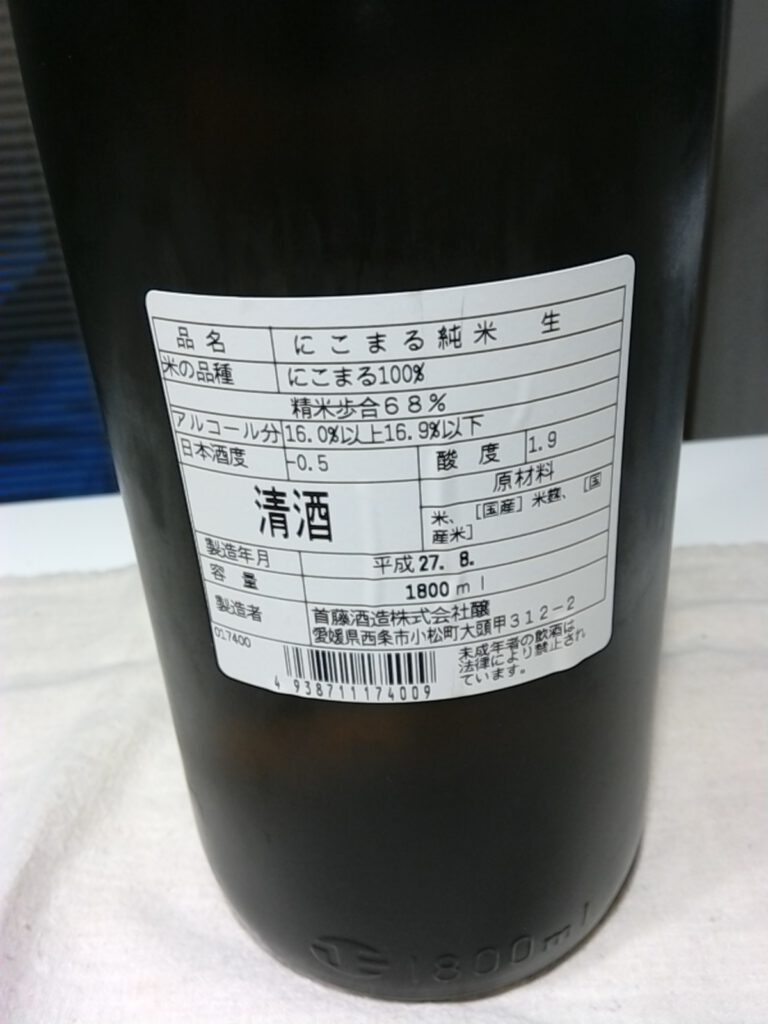 品名 にこまる純米 生
米の品種 にこまる100%
精米歩合68%
アルコール分 16.0%以上16.9%以下
日本酒度 -0.5 酸度 1.9
清酒
原材料
米、[国産]米麹、[国
産米]
製造年月 平成27.8.
容量 1800ml
製造者 首藤酒造株式会社醸
愛媛県西条市小松町大頭甲312-2
017400
4938711174009
未成年者の飲酒は
法律により禁止され
ています。
1800ml